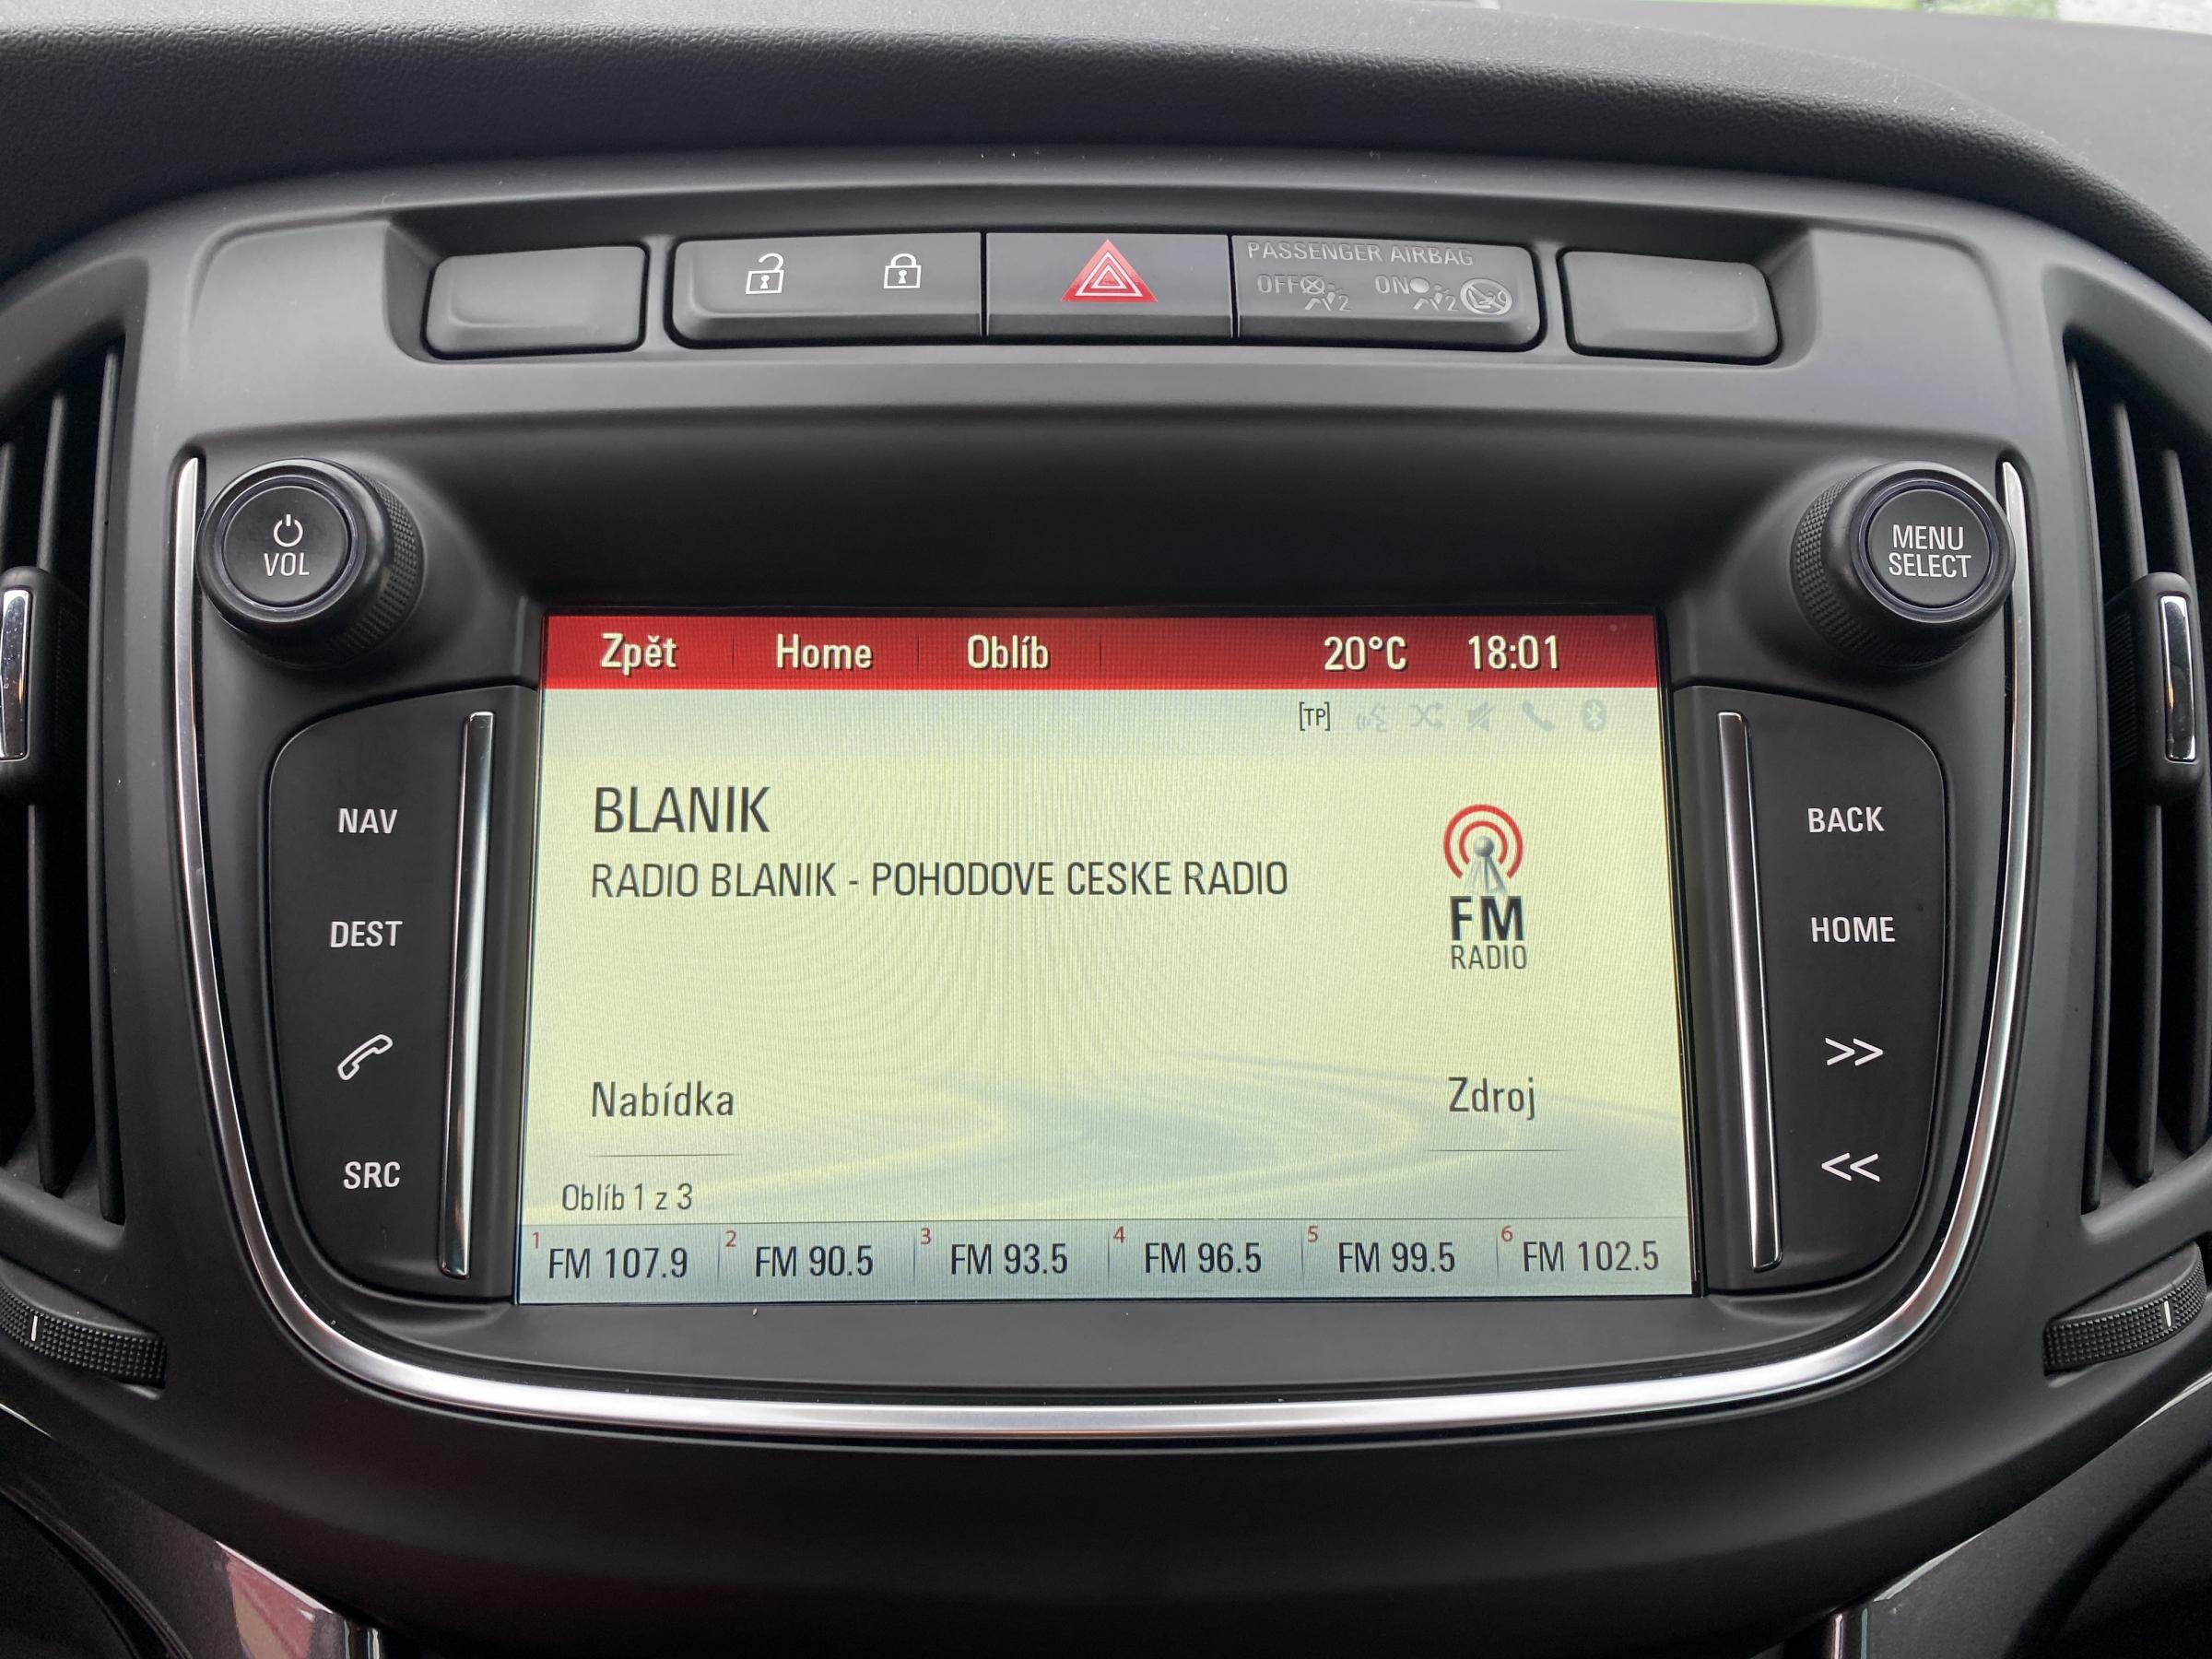 PASSENGER AIRBAG
OFF ON
VOL
MENU
SELECT
Zpět Home Oblíb 20°C 18:01
[TP]
BLANIK
RADIO BLANIK - POHODOVE CESKE RADIO
FM
RADIO
NAV
DEST
SRC
BACK
HOME
>>
<<
Nabídka Zdroj
Oblíb 1 z 3
1 FM 107.9 2 FM 90.5 3 FM 93.5 4 FM 96.5 5 FM 99.5 6 FM 102.5